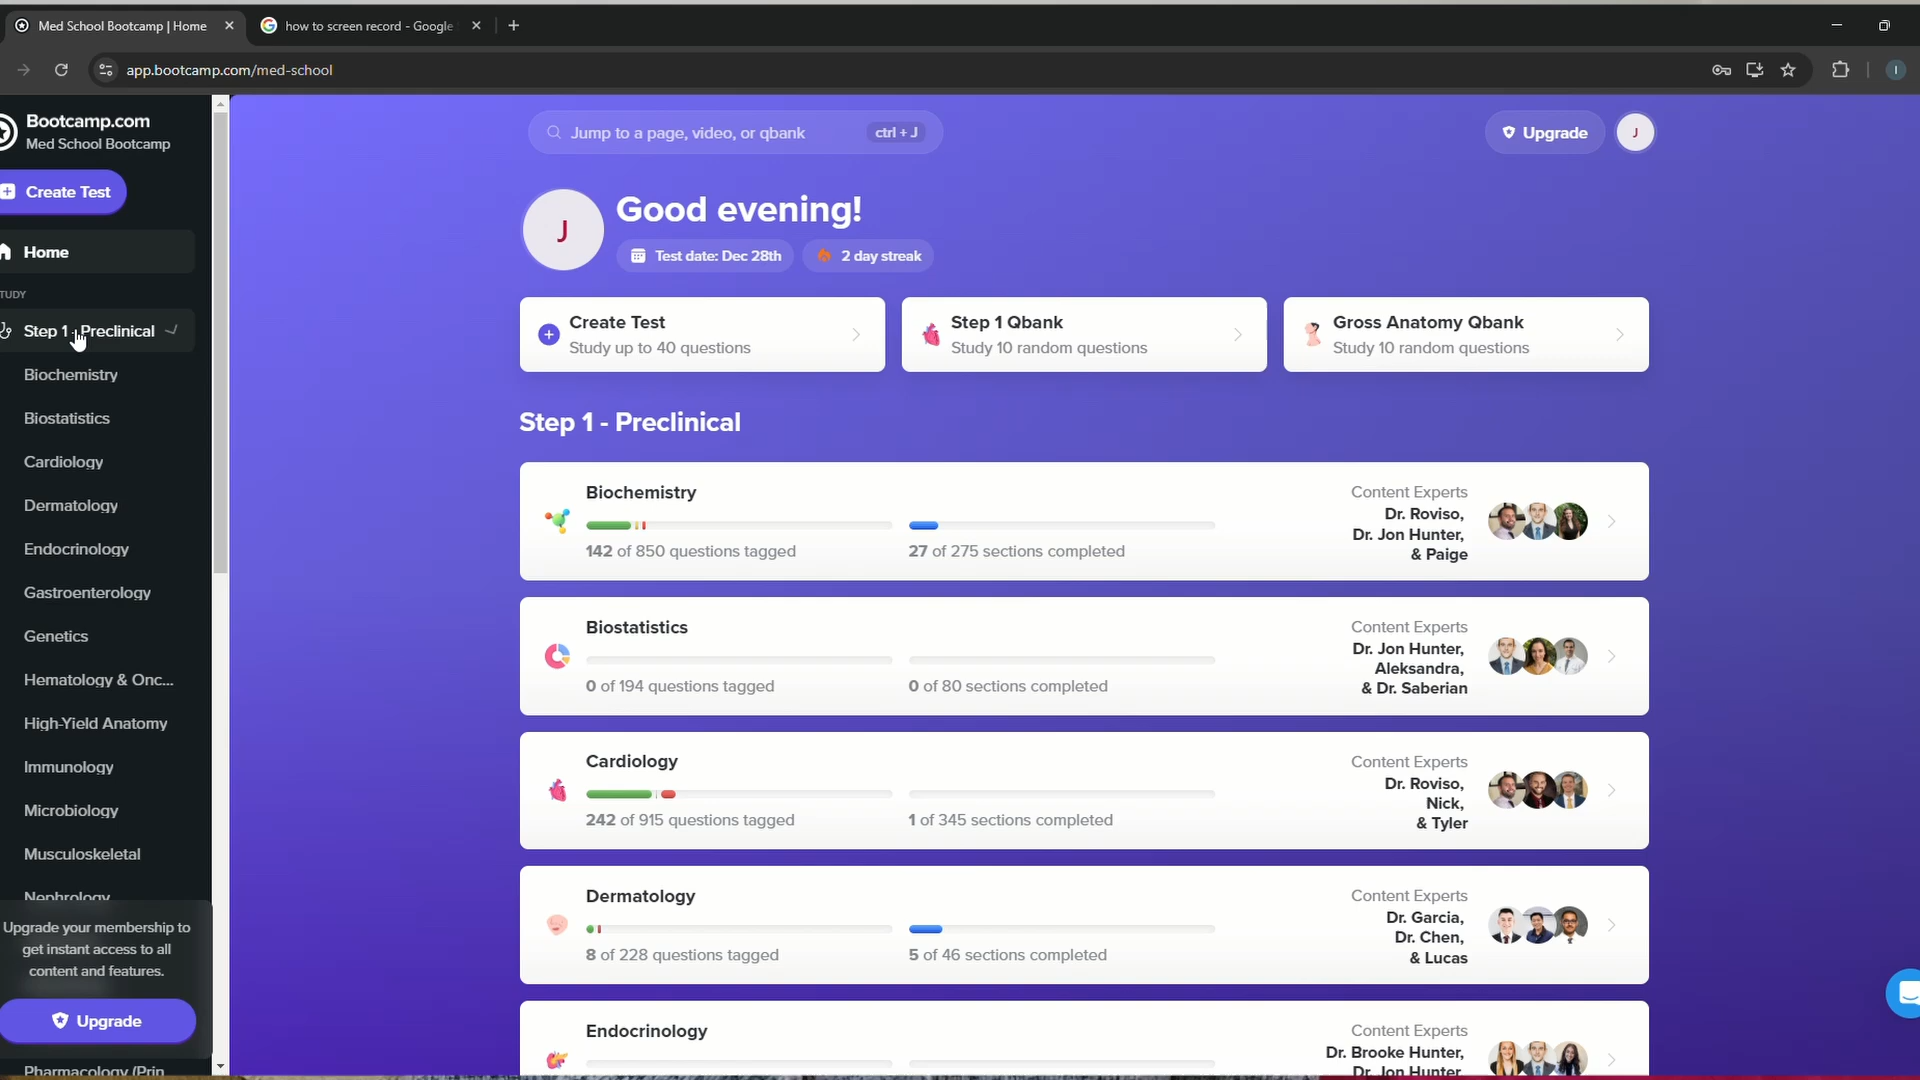 Med School Bootcamp | Home
how to screen record - Google
app.bootcamp.com/med-school
I
Bootcamp.com
Med School Bootcamp
Create Test
Home
TUDY
Step 1 - Preclinical
Biochemistry
Biostatistics
Cardiology
Dermatology
Endocrinology
Gastroenterology
Genetics
Hematology & Onc...
High-Yield Anatomy
Immunology
Microbiology
Musculoskeletal
Nephrology
Upgrade your membership to
get instant access to all
content and features.
Upgrade
Pharmacology (Prin
Jump to a page, video, or qbank
ctrl + J
Upgrade
J
J
Good evening!
Test date: Dec 28th
2 day streak
Create Test
Study up to 40 questions
Step 1 Qbank
Study 10 random questions
Gross Anatomy Qbank
Study 10 random questions
Step 1 - Preclinical
Biochemistry
142 of 850 questions tagged
27 of 275 sections completed
Content Experts
Dr. Roviso,
Dr. Jon Hunter,
& Paige
Biostatistics
0 of 194 questions tagged
0 of 80 sections completed
Content Experts
Dr. Jon Hunter,
Aleksandra,
& Dr. Saberian
Cardiology
242 of 915 questions tagged
1 of 345 sections completed
Content Experts
Dr. Roviso,
Nick,
& Tyler
Dermatology
8 of 228 questions tagged
5 of 46 sections completed
Content Experts
Dr. Garcia,
Dr. Chen,
& Lucas
Endocrinology
Content Experts
Dr. Brooke Hunter,
Dr. Jon Hunter,